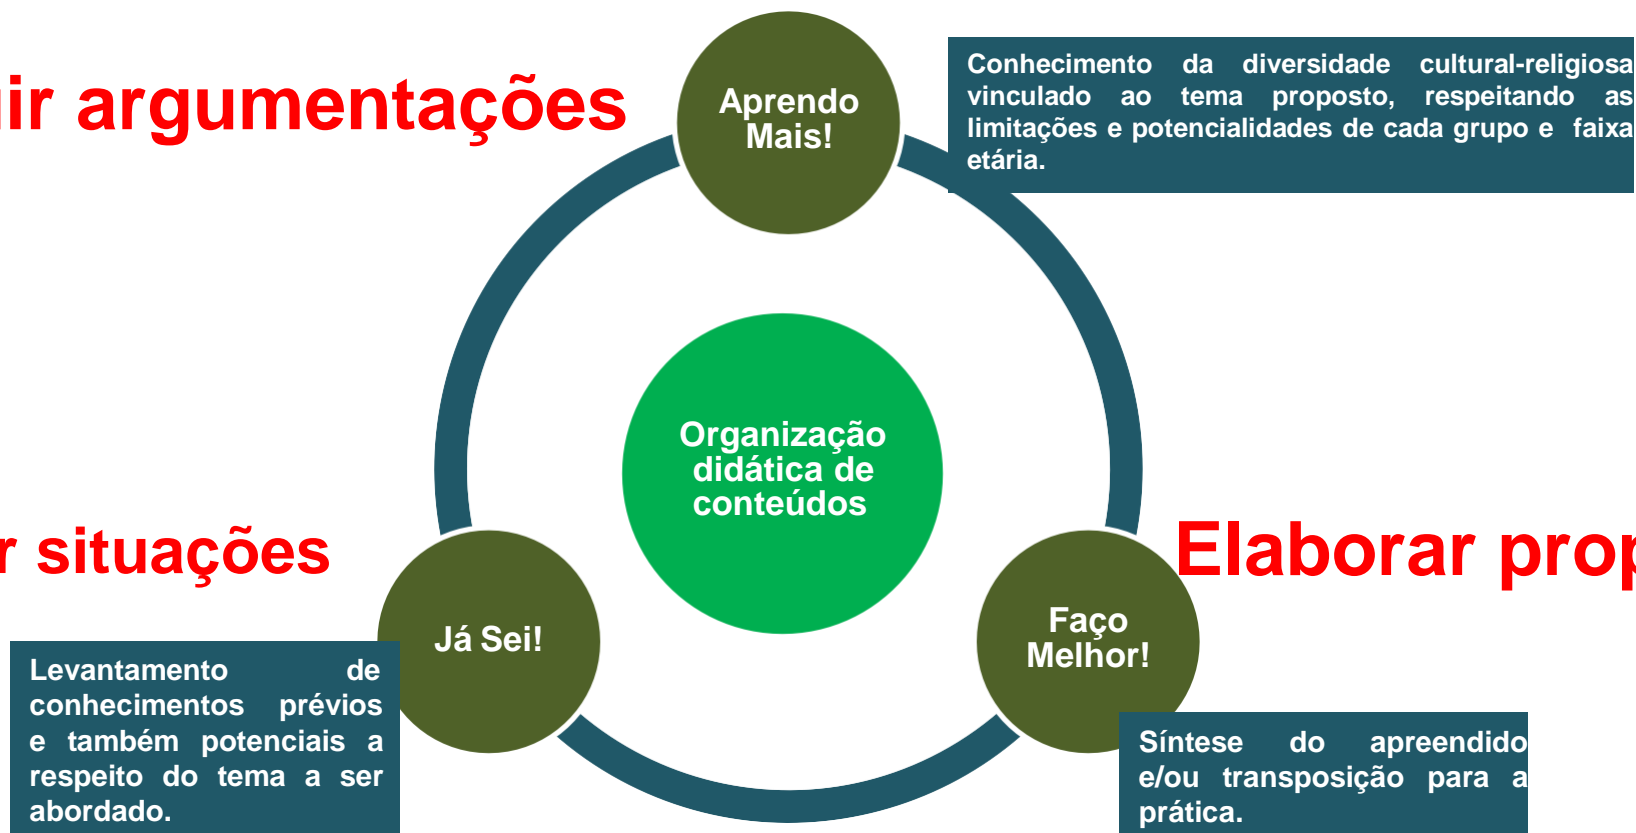 Aprendo
Mais!
Conhecimento da diversidade cultural-religiosa
vinculado ao tema proposto, respeitando as
limitações e potencialidades de cada grupo e faixa
etária.
argumentações
Organização
didática de
conteúdos
situações
Elaborar
Já Sei!
Levantamento de
conhecimentos prévios
e também potenciais a
respeito do tema a ser
abordado.
Faço
Melhor!
Síntese do apreendido
e/ou transposição para a
prática.